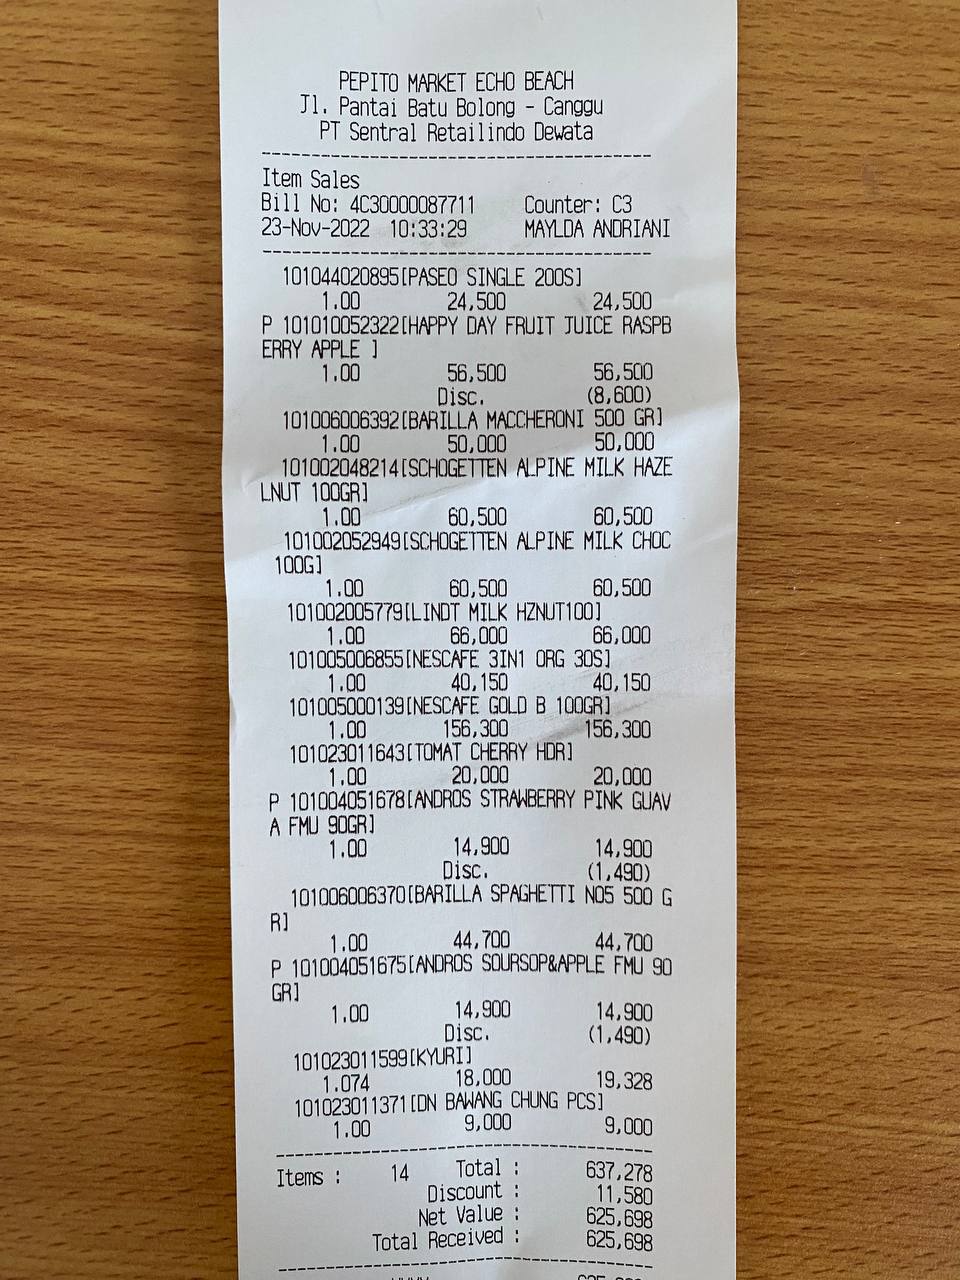 PEPITO MARKET ECHO BEACH
Jl. Pantai Batu Bolong - Canggu
PT Sentral Retailindo Dewata
----------------------------------------
Item Sales
Bill No: 4C30000087711 Counter: C3
23-Nov-2022 10:33:29 MAYLDA ANDRIANI
----------------------------------------
101044020895[PASEO SINGLE 200S]
1.00 24,500 24,500
P 101010052322[HAPPY DAY FRUIT JUICE RASPB
ERRY APPLE ]
1.00 56,500 56,500
Disc. (8,600)
101006006392[BARILLA MACCHERONI 500 GR]
1.00 50,000 50,000
101002048214[SCHOGETTEN ALPINE MILK HAZE
LNUT 100GR]
1.00 60,500 60,500
101002052949[SCHOGETTEN ALPINE MILK CHOC
100G]
1.00 60,500 60,500
101002005779[LINDT MILK HZNUT100]
1.00 66,000 66,000
101005006855[NESCAFE 3IN1 ORG 30S]
1.00 40,150 40,150
101005000139[NESCAFE GOLD B 100GR]
1.00 156,300 156,300
101023011643[TOMAT CHERRY HDR]
1.00 20,000 20,000
P 101004051678[ANDROS STRAWBERRY PINK GUAV
A FMU 90GR]
1.00 14,900 14,900
Disc. (1,490)
101006006370[BARILLA SPAGHETTI NO5 500 G
R]
1.00 44,700 44,700
P 101004051675[ANDROS SOURSOP&APPLE FMU 90
GR]
1.00 14,900 14,900
Disc. (1,490)
101023011599[KYURI]
1.074 18,000 19,328
101023011371[DN BAWANG CHUNG PCS]
1.00 9,000 9,000
----------------------------------------
Items : 14 Total : 637,278
Discount : 11,580
Net Value : 625,698
Total Received : 625,698
----------------------------------------